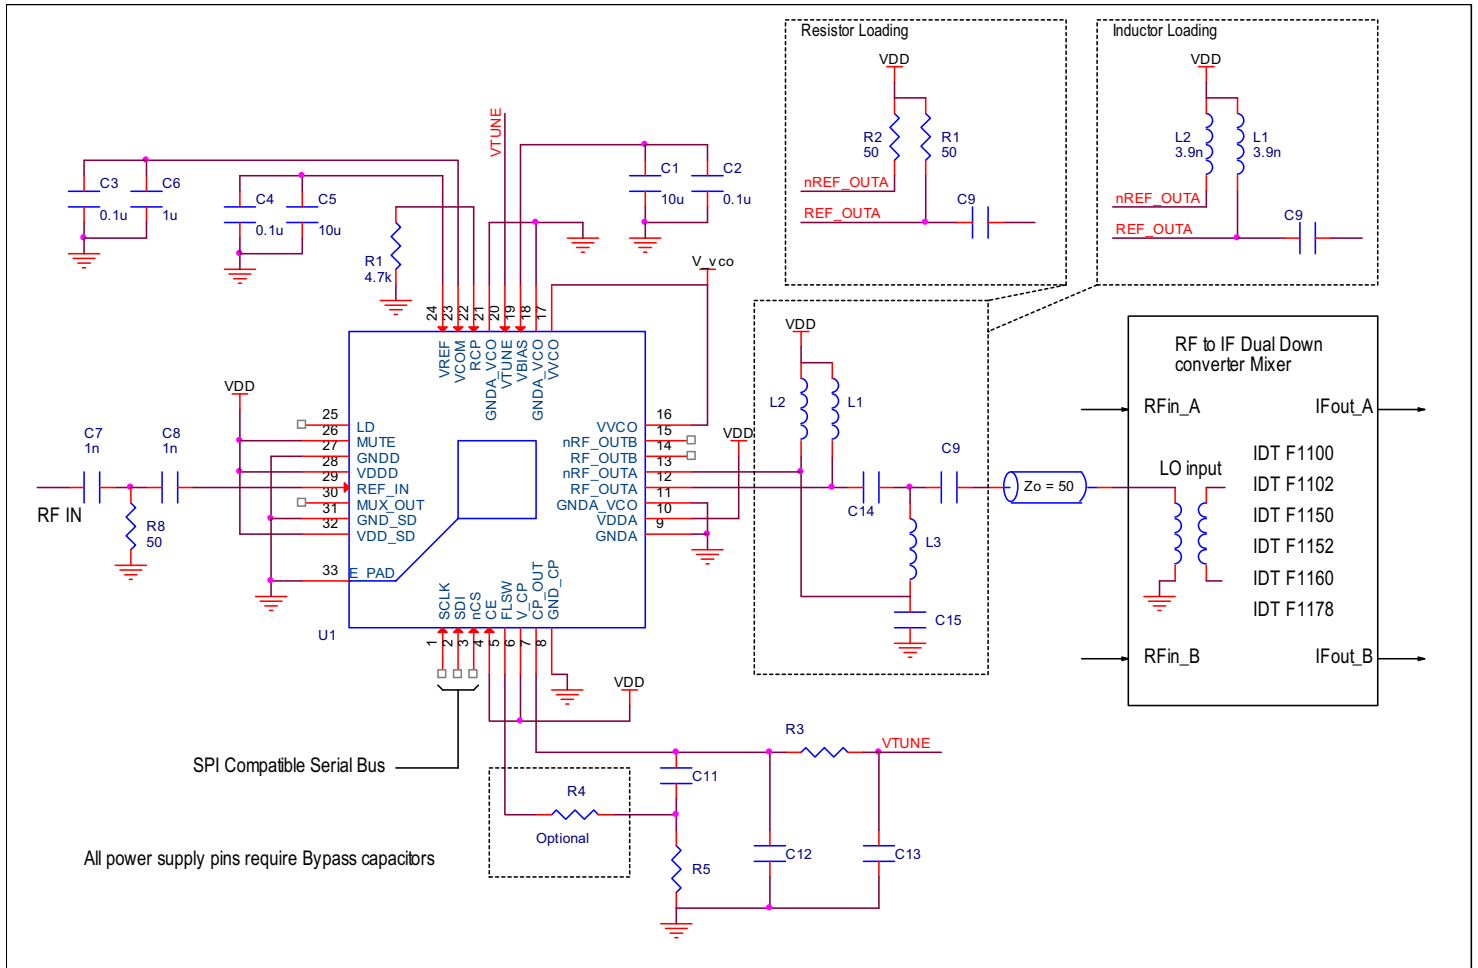 Resistor Loading
VDD
R2
50
R1
50
nREF_OUTA
REF_OUTA
C9
Inductor Loading
VDD
L2
3.9n
L1
3.9n
nREF_OUTA
REF_OUTA
C9
VTUNE
C3
0.1u
C6
1u
C4
0.1u
C5
10u
R1
4.7k
C1
10u
C2
0.1u
V_vco
24
23
22
21
20
19
18
17
VREF
VCOM
RCP
GNDA_VCO
VTUNE
VBIAS
GNDA_VCO
VVCO
VDD
25
LD
26
MUTE
27
GNDD
28
VDDD
29
REF_IN
30
MUX_OUT
31
GND_SD
32
VDD_SD
33
E_PAD
C7
1n
C8
1n
RF IN
R8
50
16
VVCO
15
nRF_OUTB
14
RF_OUTB
13
nRF_OUTA
12
RF_OUTA
11
GNDA_VCO
10
VDDA
9
GNDA
VDD
U1
SCLK
SDI
nCS
CE
FLSW
V_CP
CP_OUT
GND_CP
1
2
3
4
5
6
7
8
VDD
VDD
L2
L1
C14
C9
L3
C15
Zo = 50
RF to IF Dual Down
converter Mixer
RFin_A
IFout_A
LO input
IDT F1100
IDT F1102
IDT F1150
IDT F1152
IDT F1160
IDT F1178
RFin_B
IFout_B
SPI Compatible Serial Bus
R4
Optional
C11
R5
R3
VTUNE
C12
C13
All power supply pins require Bypass capacitors